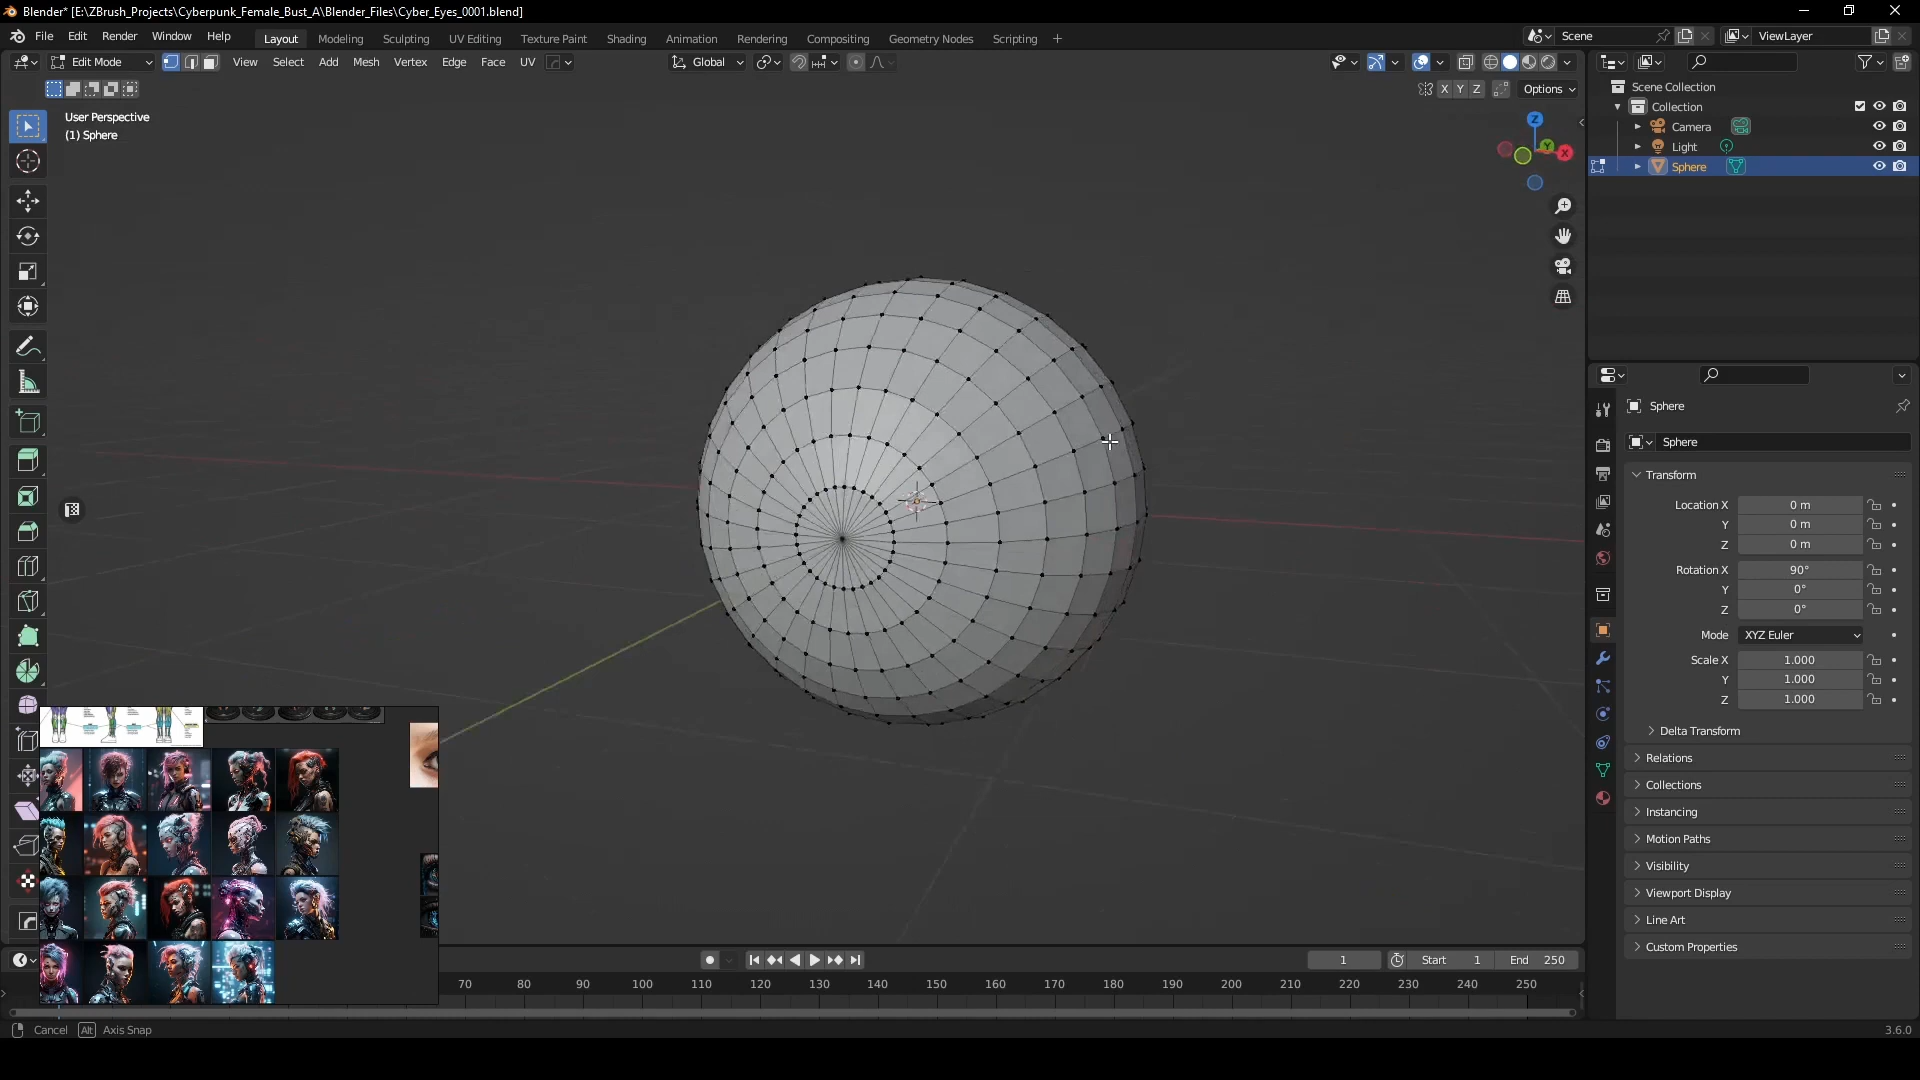 Blender* [E:\ZBrush_Projects\Cyberpunk_Female_Bust_A\Blender_Files\Cyber_Eyes_0001.blend]
File Edit Render Window Help Layout Modeling Sculpting UV Editing Texture Paint Shading Animation Rendering Compositing Geometry Nodes Scripting + Scene ViewLayer
Edit Mode View Select Add Mesh Vertex Edge Face UV Global
X Y Z Options
User Perspective
(1) Sphere
Z
Y
X
Scene Collection
Collection
Camera
Light
Sphere
Sphere
Sphere
Transform
Location X 0 m
Y 0 m
Z 0 m
Rotation X 90°
Y 0°
Z 0°
Mode XYZ Euler
Scale X 1.000
Y 1.000
Z 1.000
Delta Transform
Relations
Collections
Instancing
Motion Paths
Visibility
Viewport Display
Line Art
Custom Properties
1 Start 1 End 250
70 80 90 100 110 120 130 140 150 160 170 180 190 200 210 220 230 240 250
Cancel Alt Axis Snap
3.6.0